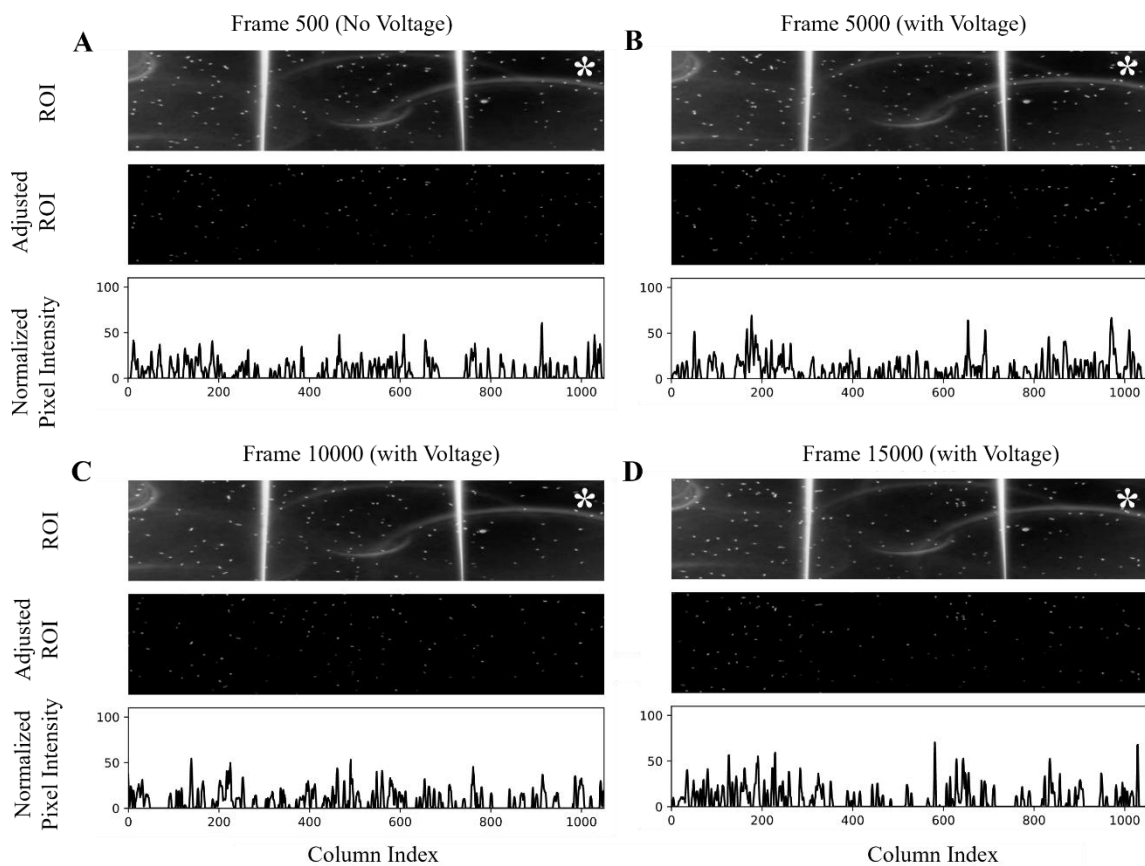 A
Frame 500 (No Voltage)
ROI
*
Adjusted
ROI
Normalized
Pixel Intensity
100
50
0
0
200
400
600
800
1000
B
Frame 5000 (with Voltage)
*
100
50
0
0
200
400
600
800
1000
C
Frame 10000 (with Voltage)
ROI
*
Adjusted
ROI
Normalized
Pixel Intensity
100
50
0
0
200
400
600
800
1000
Column Index
D
Frame 15000 (with Voltage)
*
100
50
0
0
200
400
600
800
1000
Column Index